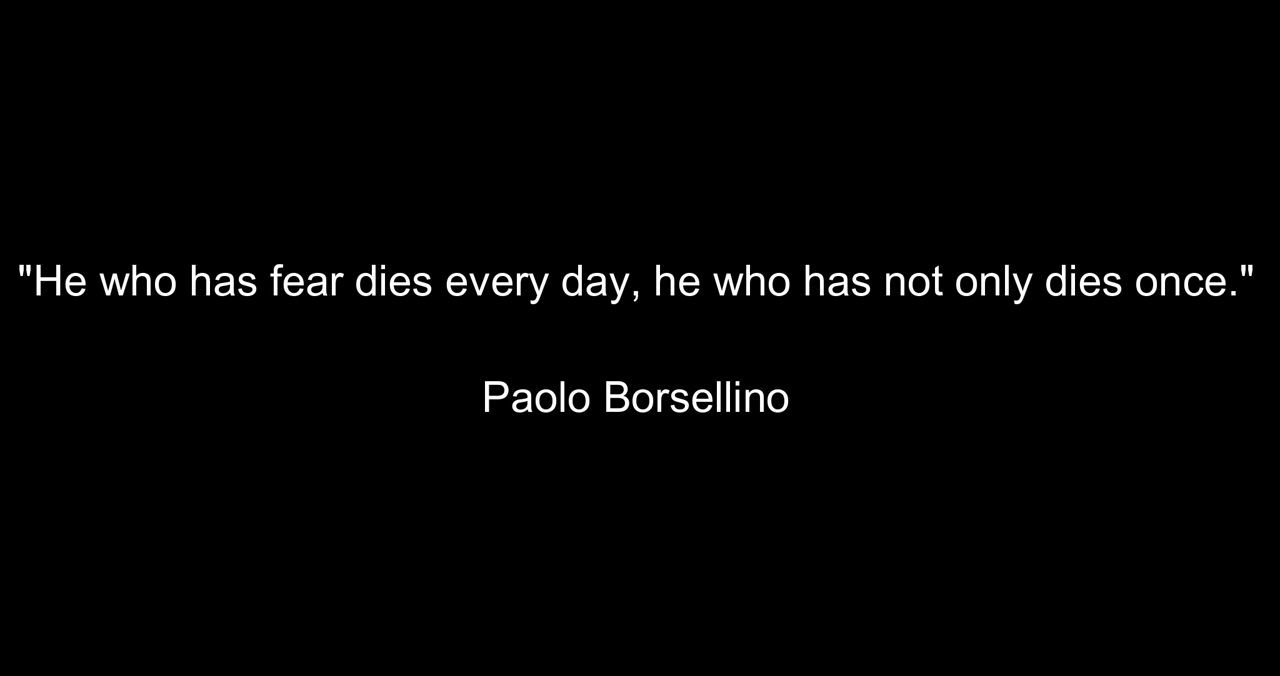 "He who has fear dies every day, he who has not only dies once."
Paolo Borsellino